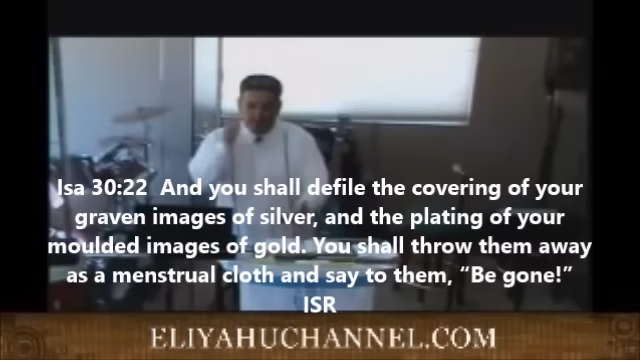 Isa 30:22  And you shall defile the covering of your
graven images of silver, and the plating of your
moulded images of gold. You shall throw them away
as a menstrual cloth and say to them, “Be gone!”
ISR
ELIYAHUCHANNEL.COM